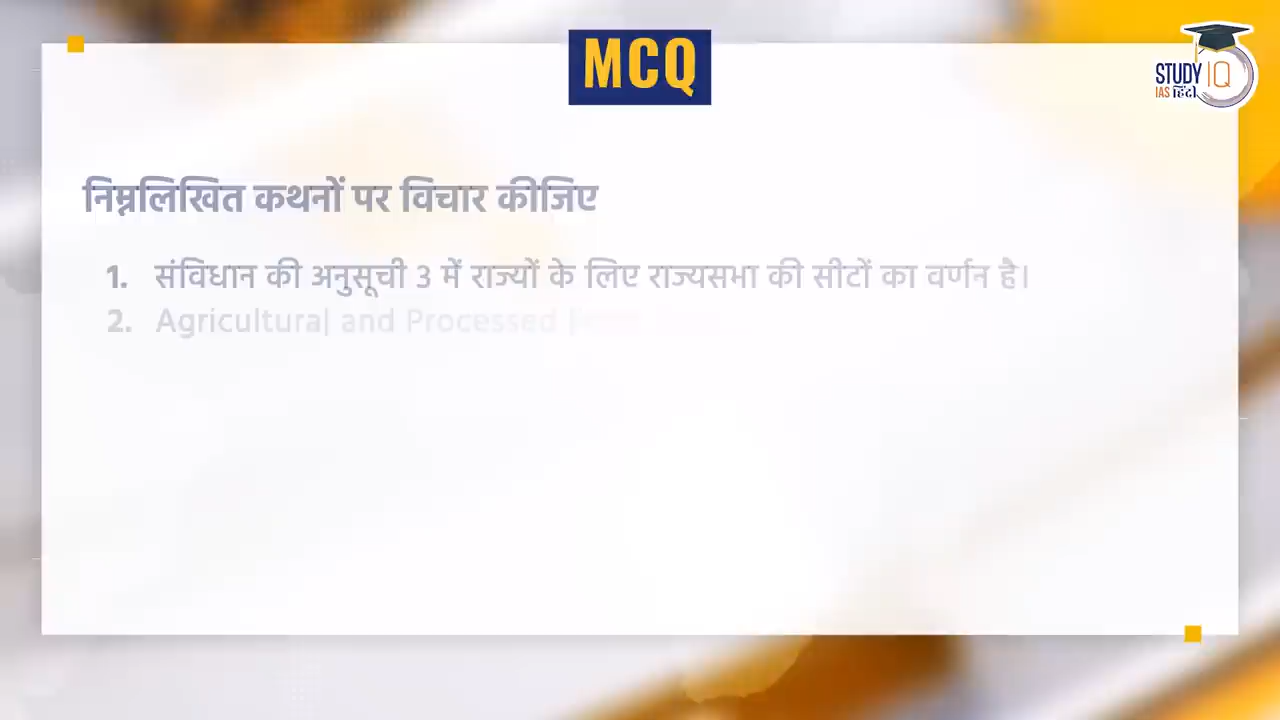 MCQ
STUDY IQ
IAS हिंदी
निम्नलिखित कथनों पर विचार कीजिए
1. संविधान की अनुसूची 3 में राज्यों के लिए राज्यसभा की सीटों का वर्णन है।
2. Agricultural and Processed